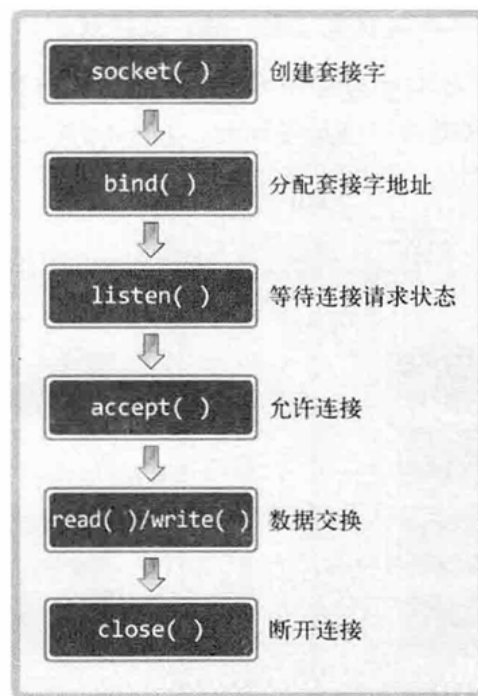 socket( ) 创建套接字
bind( ) 分配套接字地址
listen( ) 等待连接请求状态
accept( ) 允许连接
read( )/write( ) 数据交换
close( ) 断开连接